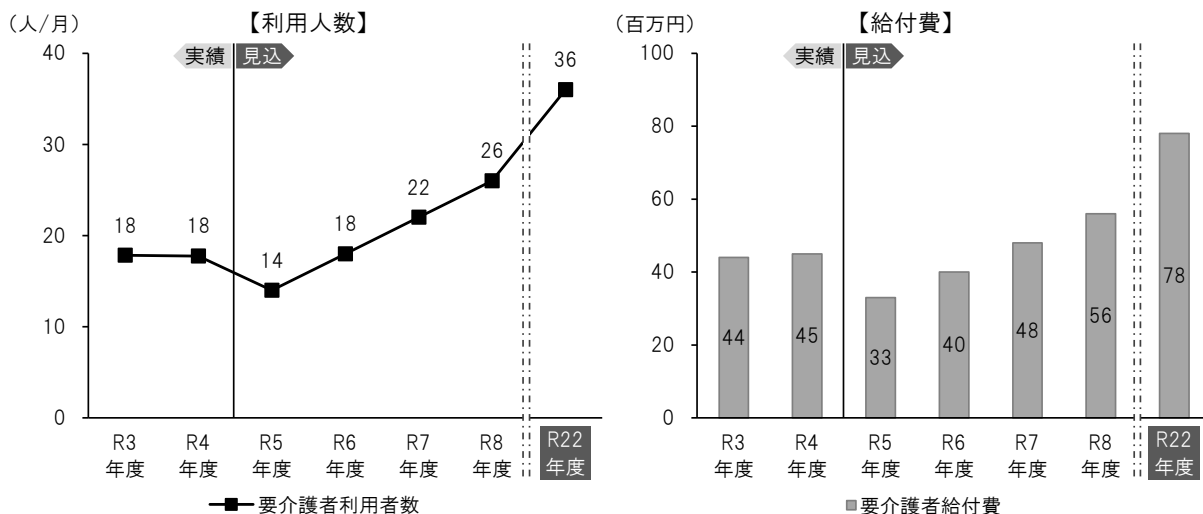 (人/月)
【利用人数】
実績 見込
40
30
20
10
0
18
18
14
18
22
26
36
R3
年度
R4
年度
R5
年度
R6
年度
R7
年度
R8
年度
R22
年度
要介護者利用者数
(百万円)
【給付費】
実績 見込
100
80
60
40
20
0
44
45
33
40
48
56
78
R3
年度
R4
年度
R5
年度
R6
年度
R7
年度
R8
年度
R22
年度
要介護者給付費